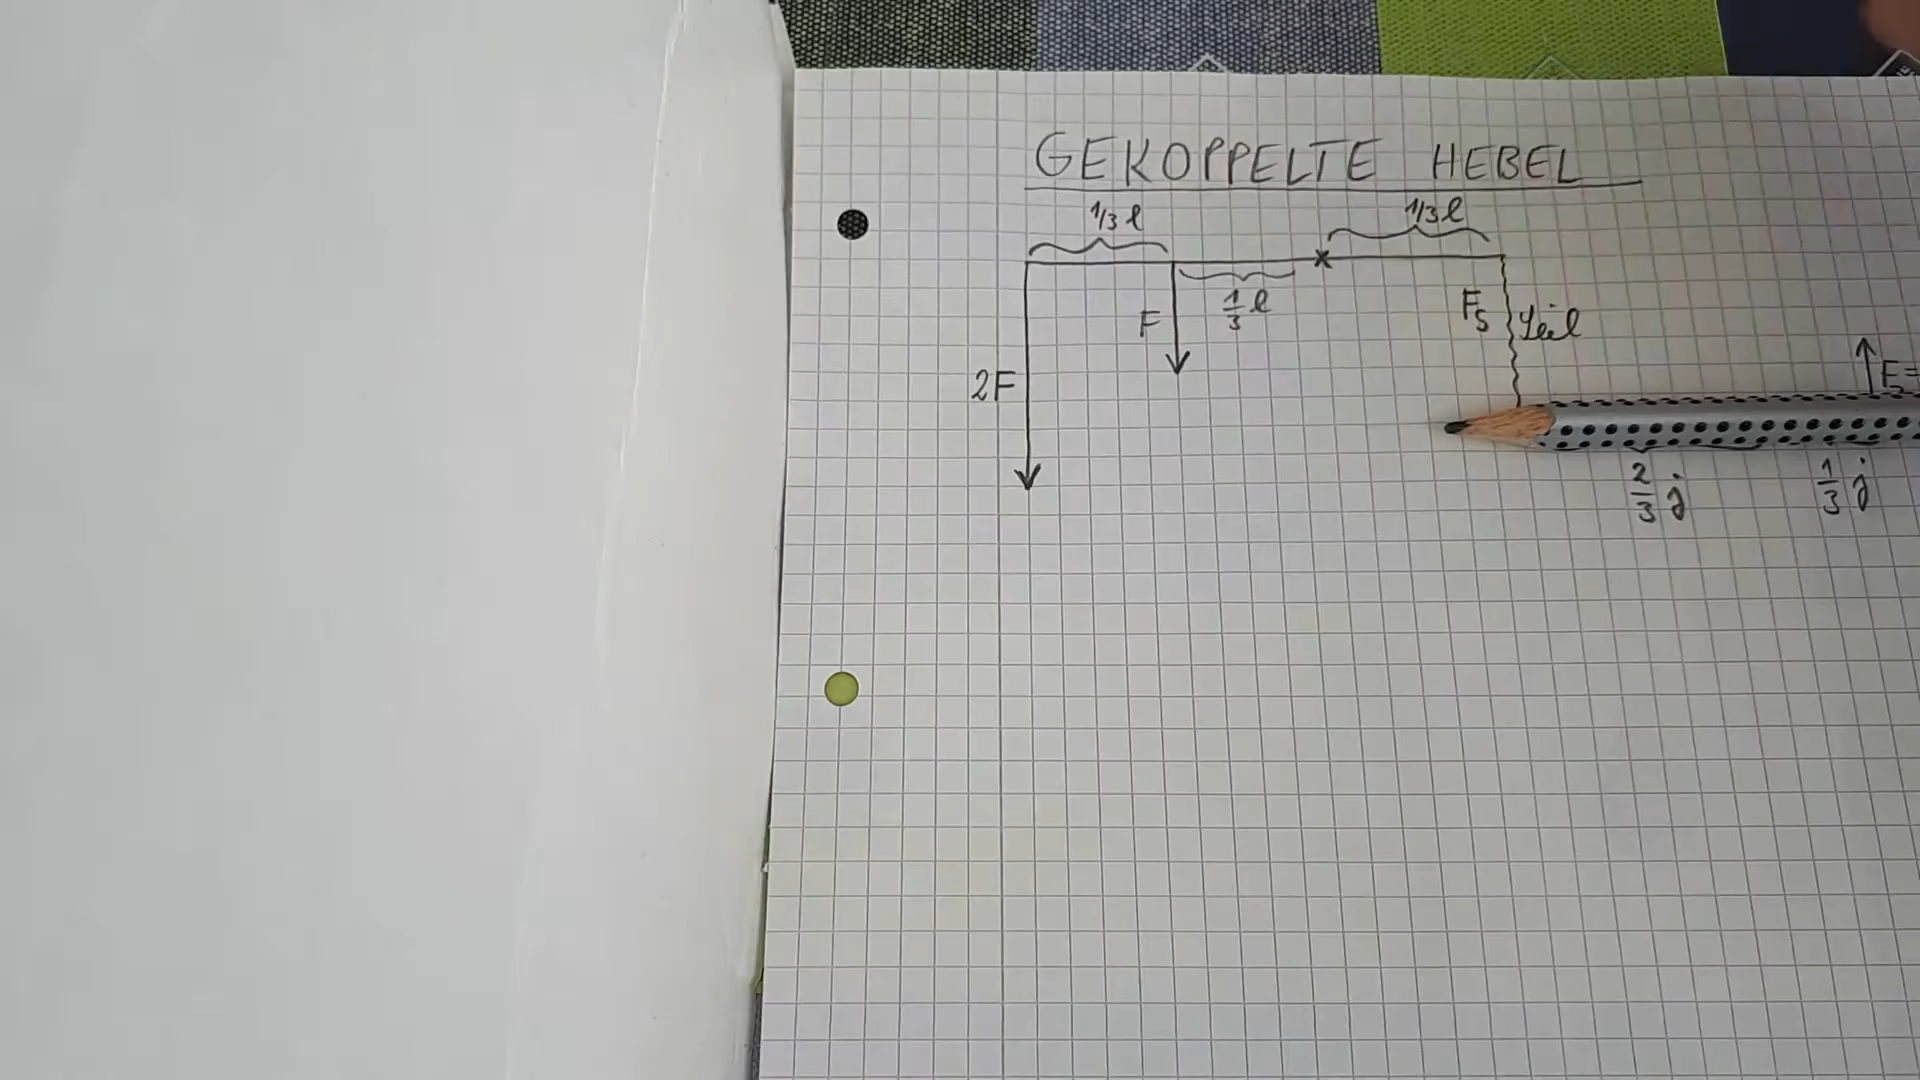 GEKOPPELTE HEBEL
1/3 l
1/3 l
1/3 l
F
F_S
Seil
2F
2/3 j
1/3 j